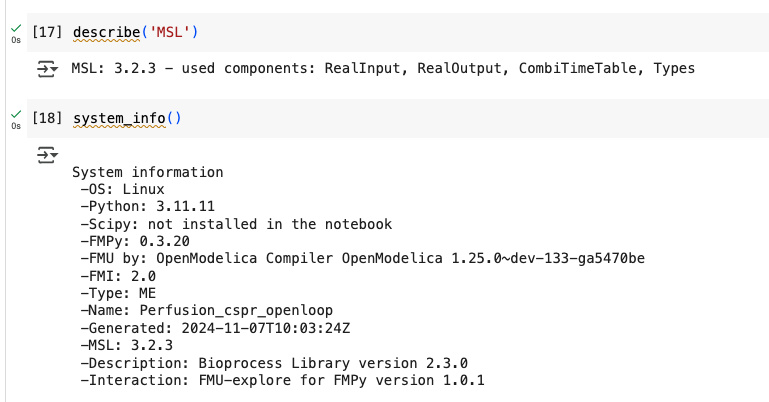 [17] describe('MSL')
0s
MSL: 3.2.3 – used components: RealInput, RealOutput, CombiTimeTable, Types
[18] system_info()
0s
System information
-OS: Linux
-Python: 3.11.11
-Scipy: not installed in the notebook
-FMPy: 0.3.20
-FMU by: OpenModelica Compiler OpenModelica 1.25.0~dev-133-ga5470be
-FMI: 2.0
-Type: ME
-Name: Perfusion_cspr_openloop
-Generated: 2024-11-07T10:03:24Z
-MSL: 3.2.3
-Description: Bioprocess Library version 2.3.0
-Interaction: FMU-explore for FMPy version 1.0.1